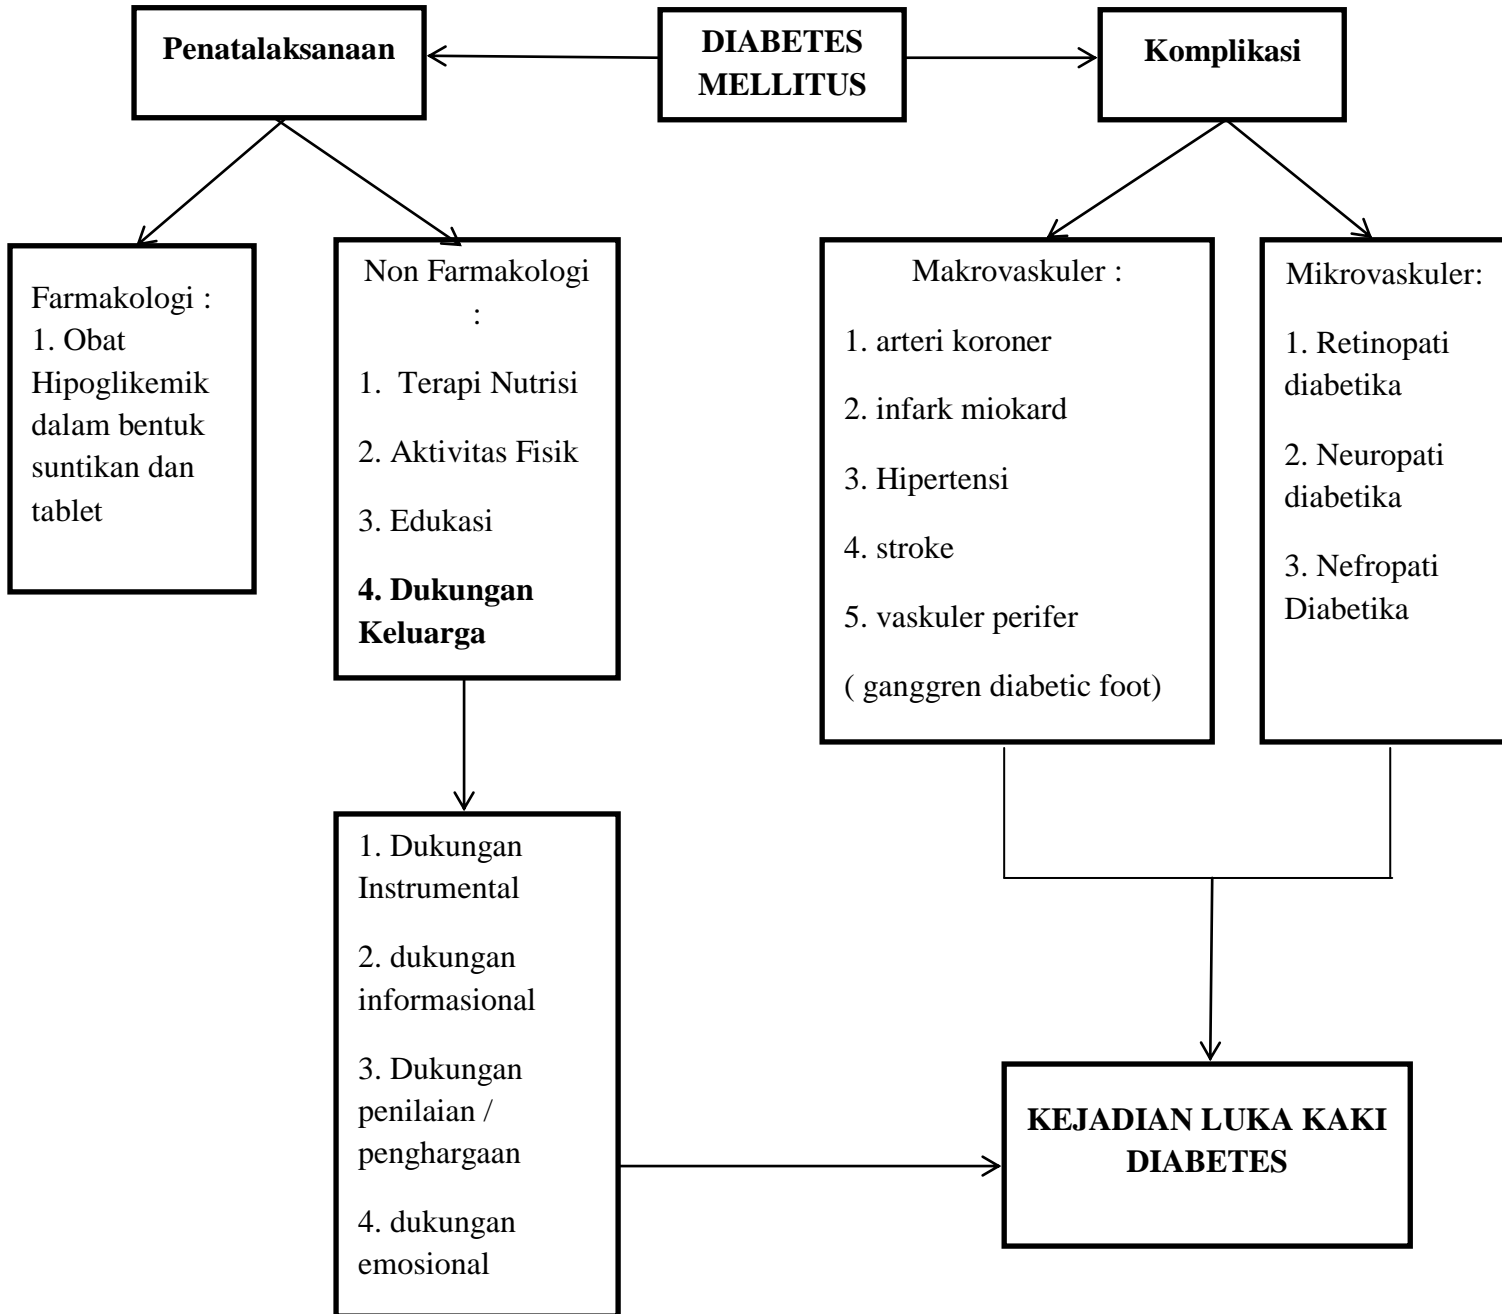 Penatalaksanaan
DIABETES
MELLITUS
Komplikasi
Farmakologi :
1. Obat
Hipoglikemik
dalam bentuk
suntikan dan
tablet
Non Farmakologi
:
1. Terapi Nutrisi
2. Aktivitas Fisik
3. Edukasi
4. Dukungan
Keluarga
Makrovaskuler :
1. arteri koroner
2. infark miokard
3. Hipertensi
4. stroke
5. vaskuler perifer
( ganggren diabetic foot)
Mikrovaskuler:
1. Retinopati
diabetika
2. Neuropati
diabetika
3. Nefropati
Diabetika
1. Dukungan
Instrumental
2. dukungan
informasional
3. Dukungan
penilaian /
penghargaan
4. dukungan
emosional
KEJADIAN LUKA KAKI
DIABETES